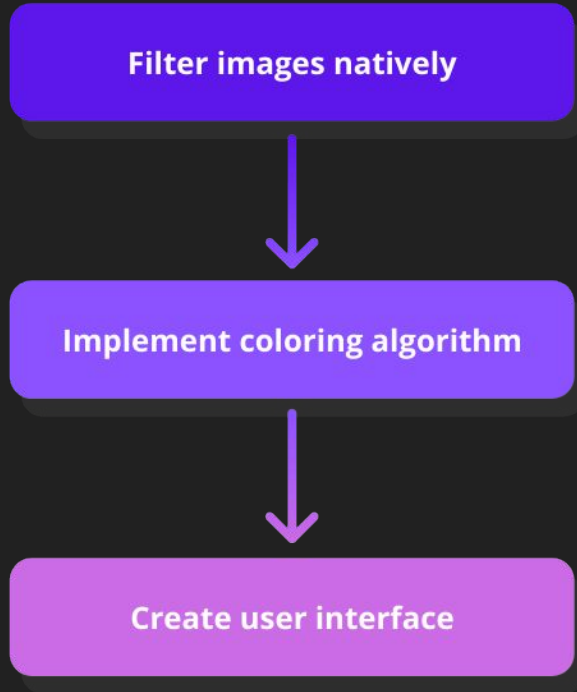 Filter images natively
Implement coloring algorithm
Create user interface